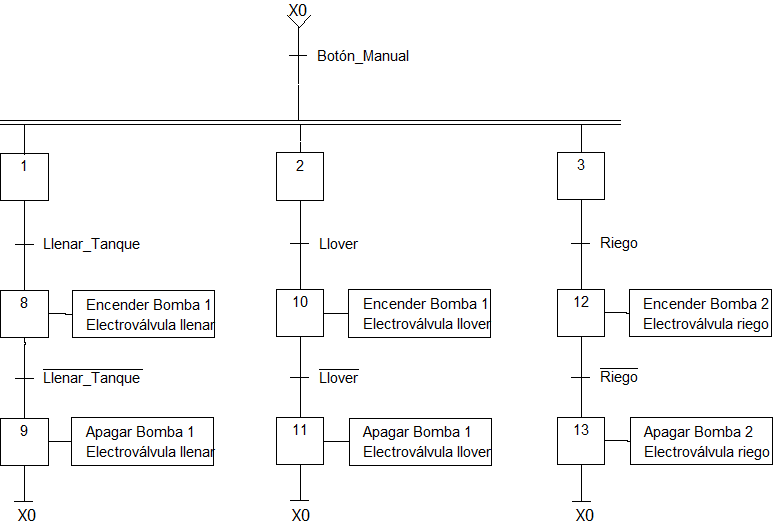 X0
Botón_Manual
1
2
3
Llenar_Tanque
Llover
Riego
8
Encender Bomba 1
Electroválvula llenar
10
Encender Bomba 1
Electroválvula llover
12
Encender Bomba 2
Electroválvula riego
Llenar_Tanque
Llover
Riego
9
Apagar Bomba 1
Electroválvula llenar
11
Apagar Bomba 1
Electroválvula llover
13
Apagar Bomba 2
Electroválvula riego
X0
X0
X0